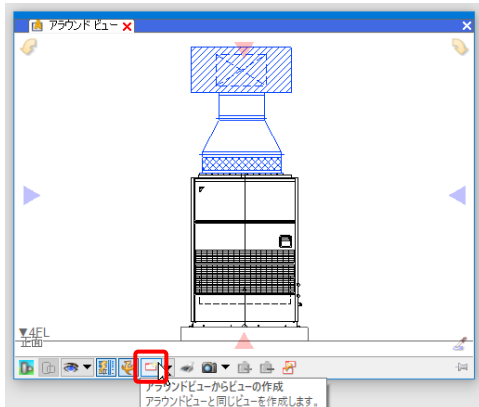 アラウンド ビュー
▼4FL
正面
アラウンドビューからビューの作成
アラウンドビューと同じビューを作成します。